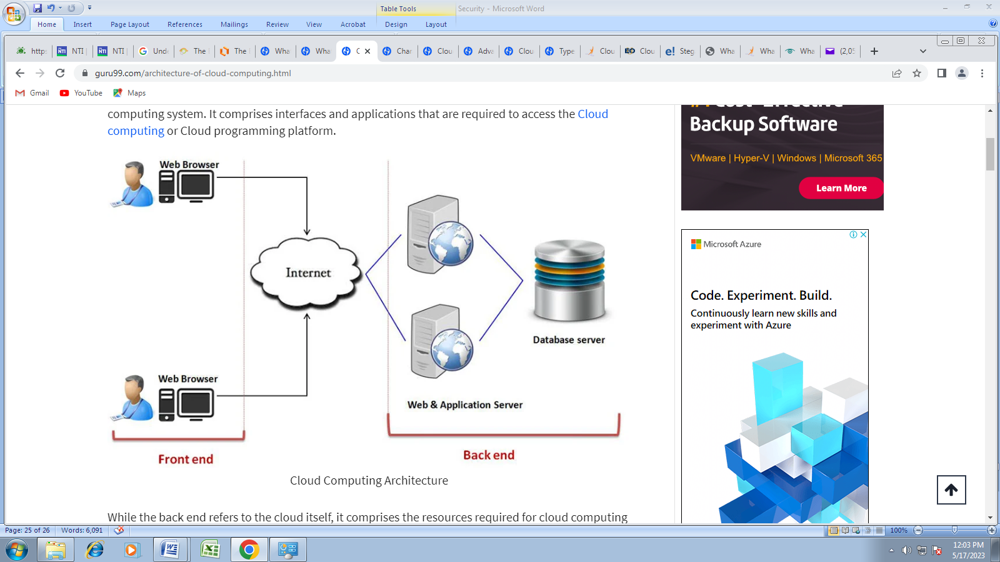 Table Tools
Security - Microsoft Word
Home
Insert
Page Layout
References
Mailings
Review
View
Acrobat
Design
Layout
https
NTI
NTI
Unde
The
The
Wha
Wha
C
Char
Clou
Adva
Clou
Type
Clou
Clou
Steg
Wha
Wha
Wha
(2,05
guru99.com/architecture-of-cloud-computing.html
Gmail
YouTube
Maps
computing system. It comprises interfaces and applications that are required to access the Cloud
computing or Cloud programming platform.
Web Browser
Internet
Web Browser
Web & Application Server
Database server
Front end
Back end
Cloud Computing Architecture
While the back end refers to the cloud itself, it comprises the resources required for cloud computing
#1 Cost-Effective
Backup Software
VMware | Hyper-V | Windows | Microsoft 365
Learn More
Microsoft Azure
Code. Experiment. Build.
Continuously learn new skills and
experiment with Azure
Page: 25 of 26
Words: 6,091
100%
12:03 PM
5/17/2023